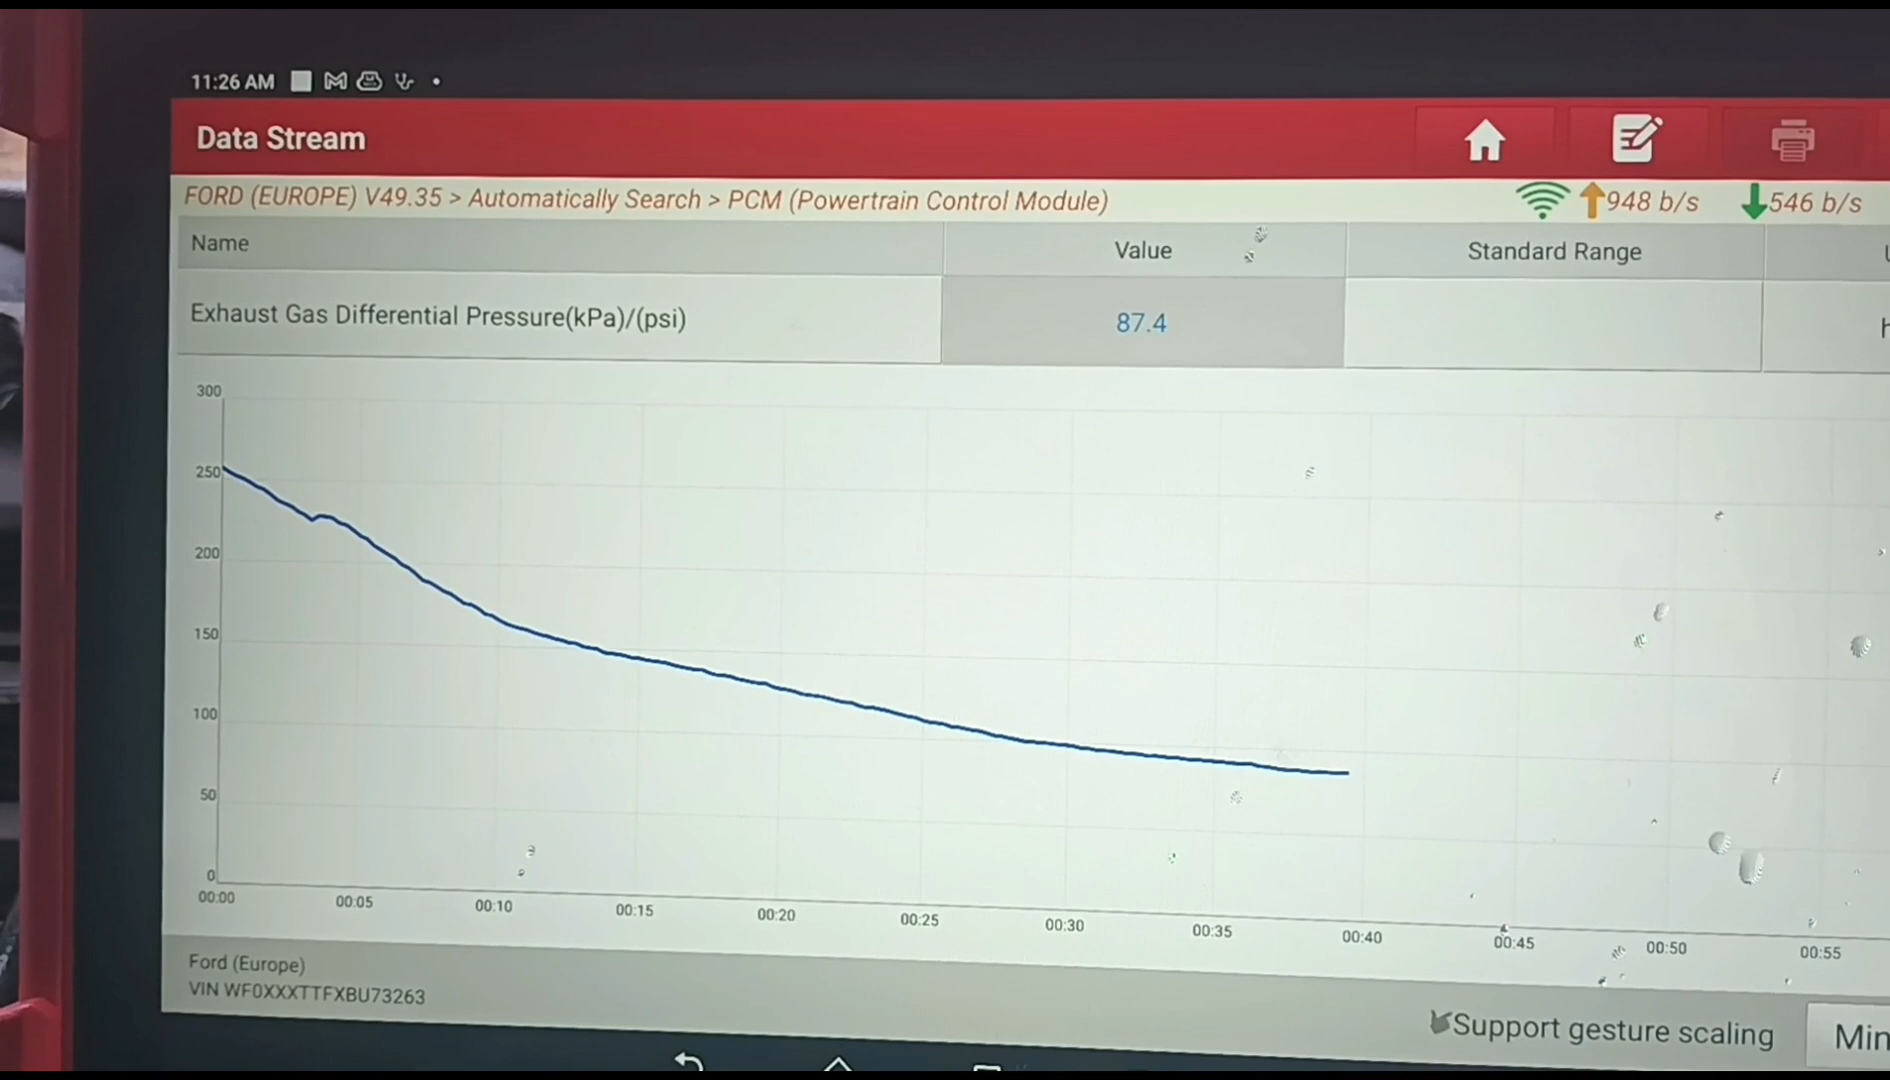 11:26 AM
Data Stream
FORD (EUROPE) V49.35 > Automatically Search > PCM (Powertrain Control Module)
948 b/s
546 b/s
Name
Value
Standard Range
Exhaust Gas Differential Pressure(kPa)/(psi)
87.4
300
250
200
150
100
50
0
00:00
00:05
00:10
00:15
00:20
00:25
00:30
00:35
00:40
00:45
00:50
00:55
Ford (Europe)
VIN WF0XXXTTFXBU73263
Support gesture scaling
Min